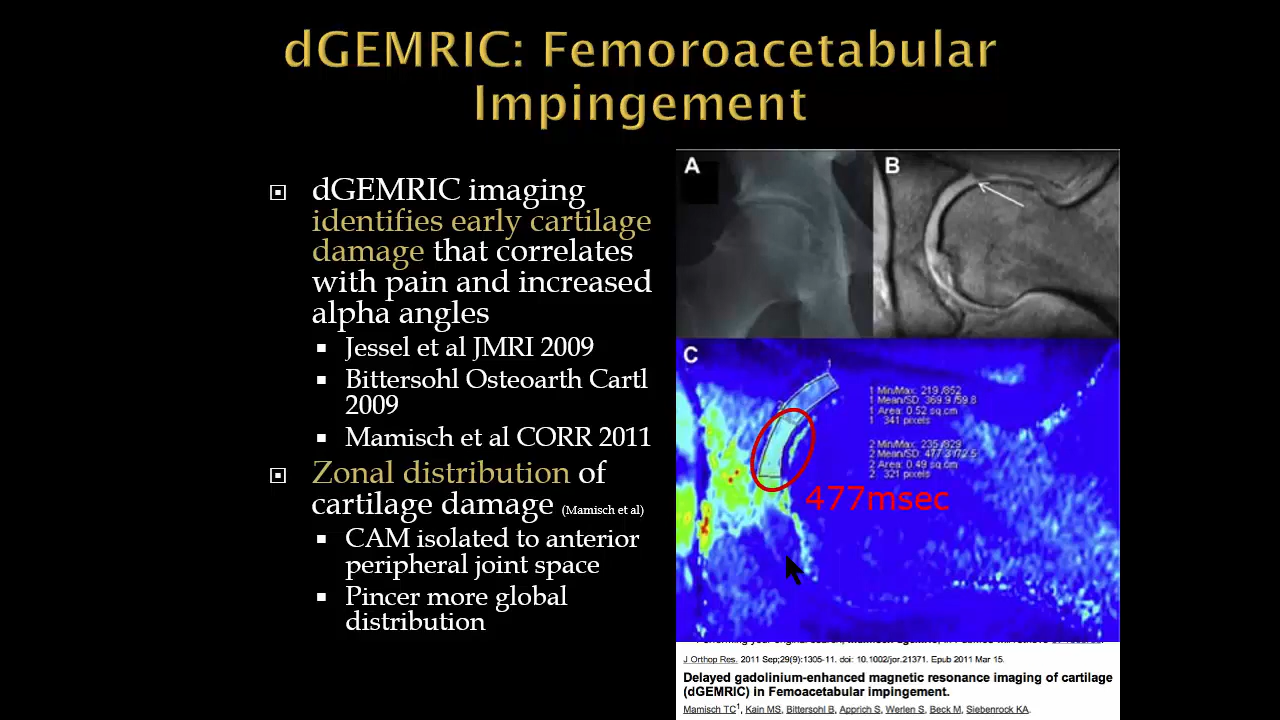 dGEMRIC: Femoroacetabular
Impingement
dGEMRIC imaging
identifies early cartilage
damage that correlates
with pain and increased
alpha angles
Jessel et al JMRI 2009
Bittersohl Osteoarth Cartl
2009
Mamisch et al CORR 2011
Zonal distribution of
cartilage damage (Mamisch et al)
CAM isolated to anterior
peripheral joint space
Pincer more global
distribution
A
B
C
1
2
1 Min/Max: 219 /852
1 Mean/SD: 369.9 /59.8
1 Area: 0.52 sq.cm
1 341 pixels
2 Min/Max: 235 /829
2 Mean/SD: 477.3 /72.5
2 Area: 0.49 sq.cm
2 321 pixels
477msec
J Orthop Res. 2011 Sep;29(9):1305-11. doi: 10.1002/jor.21371. Epub 2011 Mar 15.
Delayed gadolinium-enhanced magnetic resonance imaging of cartilage
(dGEMRIC) in Femoacetabular impingement.
Mamisch TC1, Kain MS, Bittersohl B, Apprich S, Werlen S, Beck M, Siebenrock KA.